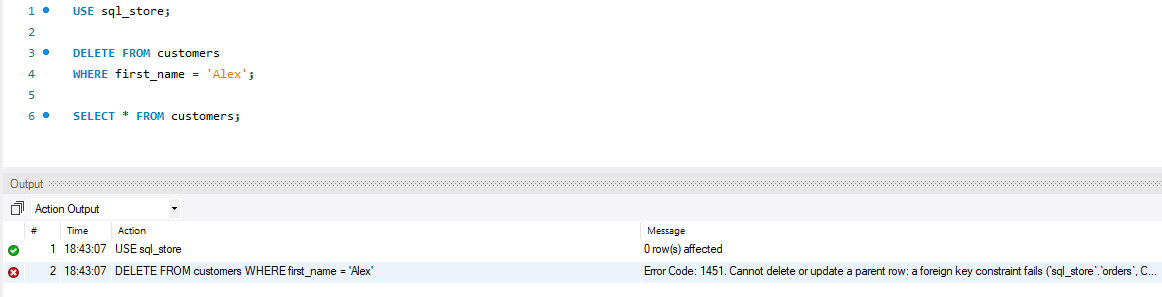 1 USE sql_store;
2
3 DELETE FROM customers
4 WHERE first_name = 'Alex';
5
6 SELECT * FROM customers;
Output
Action Output
# Time Action Message
1 18:43:07 USE sql_store 0 row(s) affected
2 18:43:07 DELETE FROM customers WHERE first_name = 'Alex' Error Code: 1451. Cannot delete or update a parent row: a foreign key constraint fails (`sql_store`.`orders`, C...